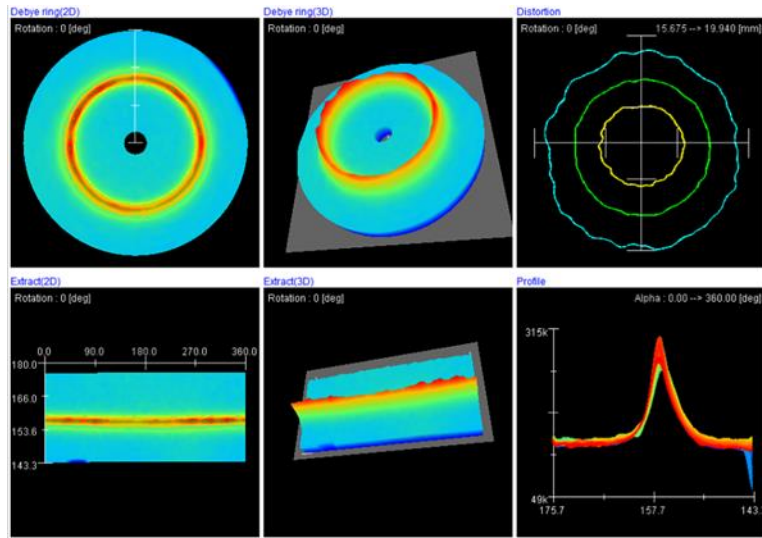 Debye ring(2D)
Rotation : 0 [deg]
Debye ring(3D)
Rotation : 0 [deg]
Distortion
Rotation : 0 [deg]
15.675 --> 19.940 [mm]
Extract(2D)
Rotation : 0 [deg]
0.0 90.0 180.0 270.0 360.0
180.0
166.0
153.6
143.3
Extract(3D)
Rotation : 0 [deg]
Profile
Alpha : 0.00 --> 360.00 [deg]
315k
49k
175.7 157.7 143.